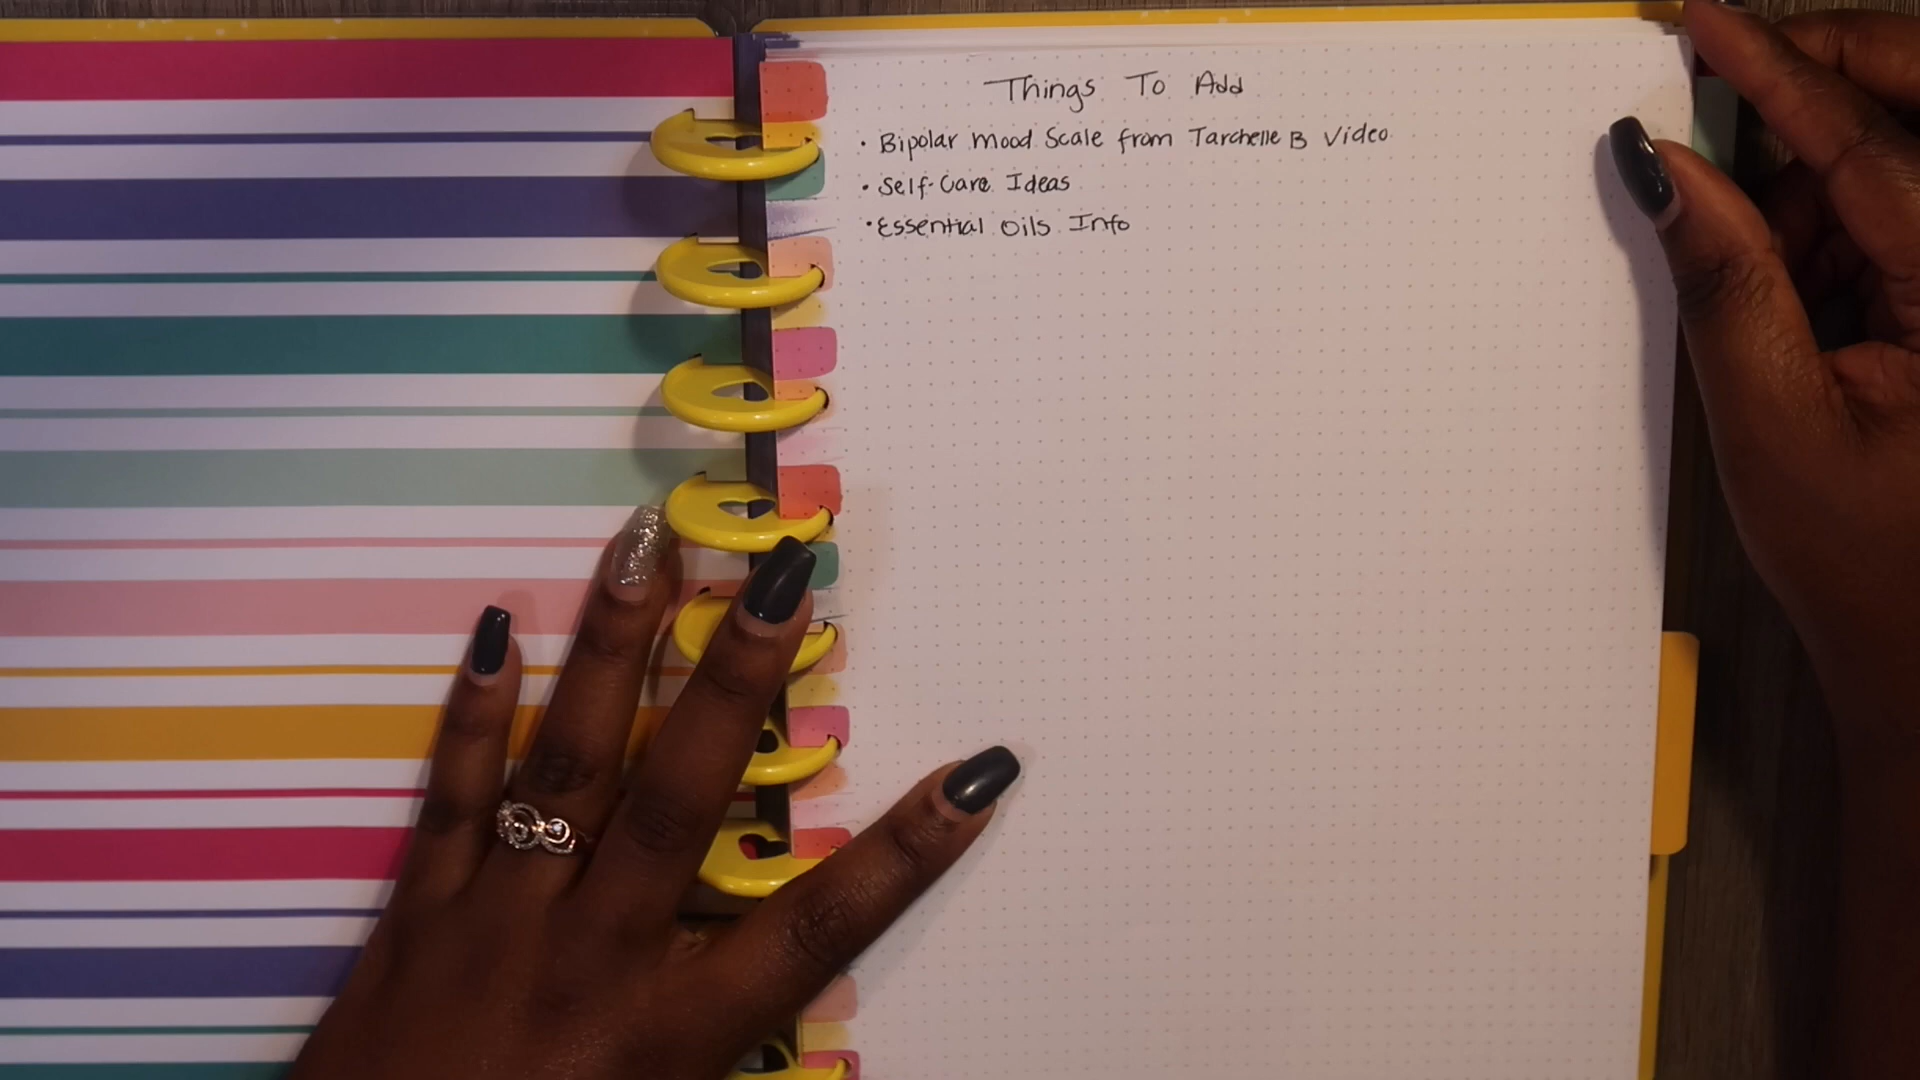 Things To Add
• Bipolar Mood Scale from Tarchelle B Video
• Self-Care Ideas
• Essential Oils Info